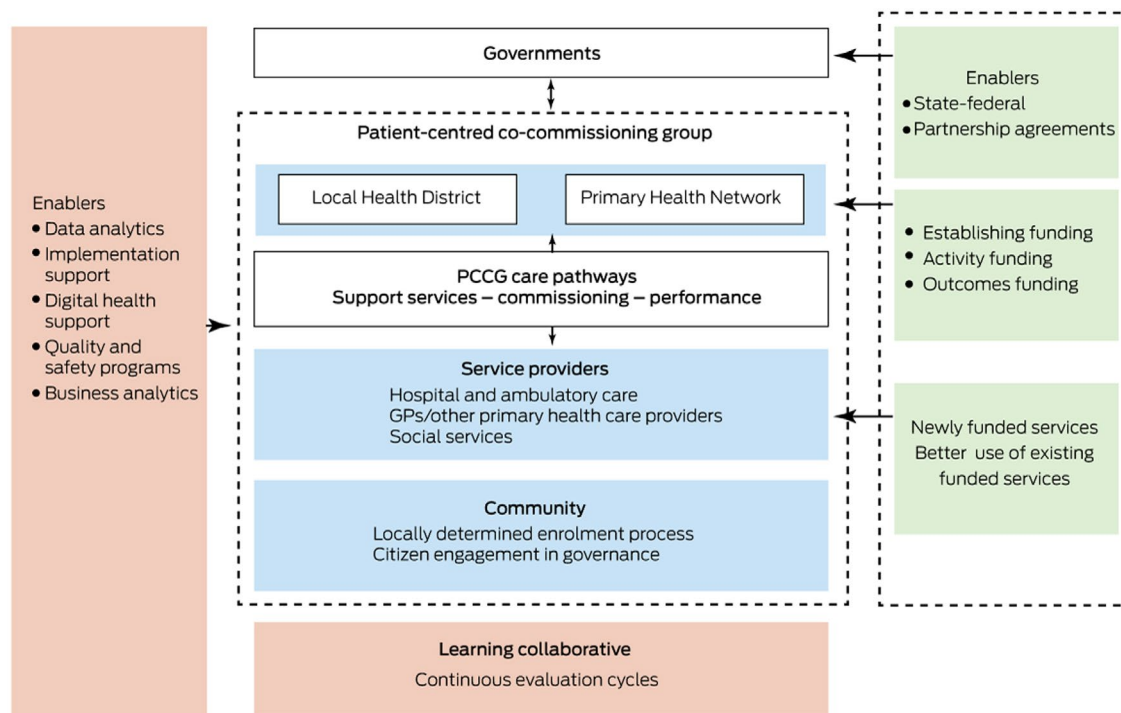 Enablers
• Data analytics
• Implementation
support
• Digital health
support
• Quality and
safety programs
• Business analytics
Governments
Patient-centred co-commissioning group
Local Health District
Primary Health Network
PCCG care pathways
Support services – commissioning – performance
Service providers
Hospital and ambulatory care
GPs/other primary health care providers
Social services
Community
Locally determined enrolment process
Citizen engagement in governance
Learning collaborative
Continuous evaluation cycles
Enablers
• State-federal
• Partnership agreements
• Establishing funding
• Activity funding
• Outcomes funding
Newly funded services
Better use of existing
funded services